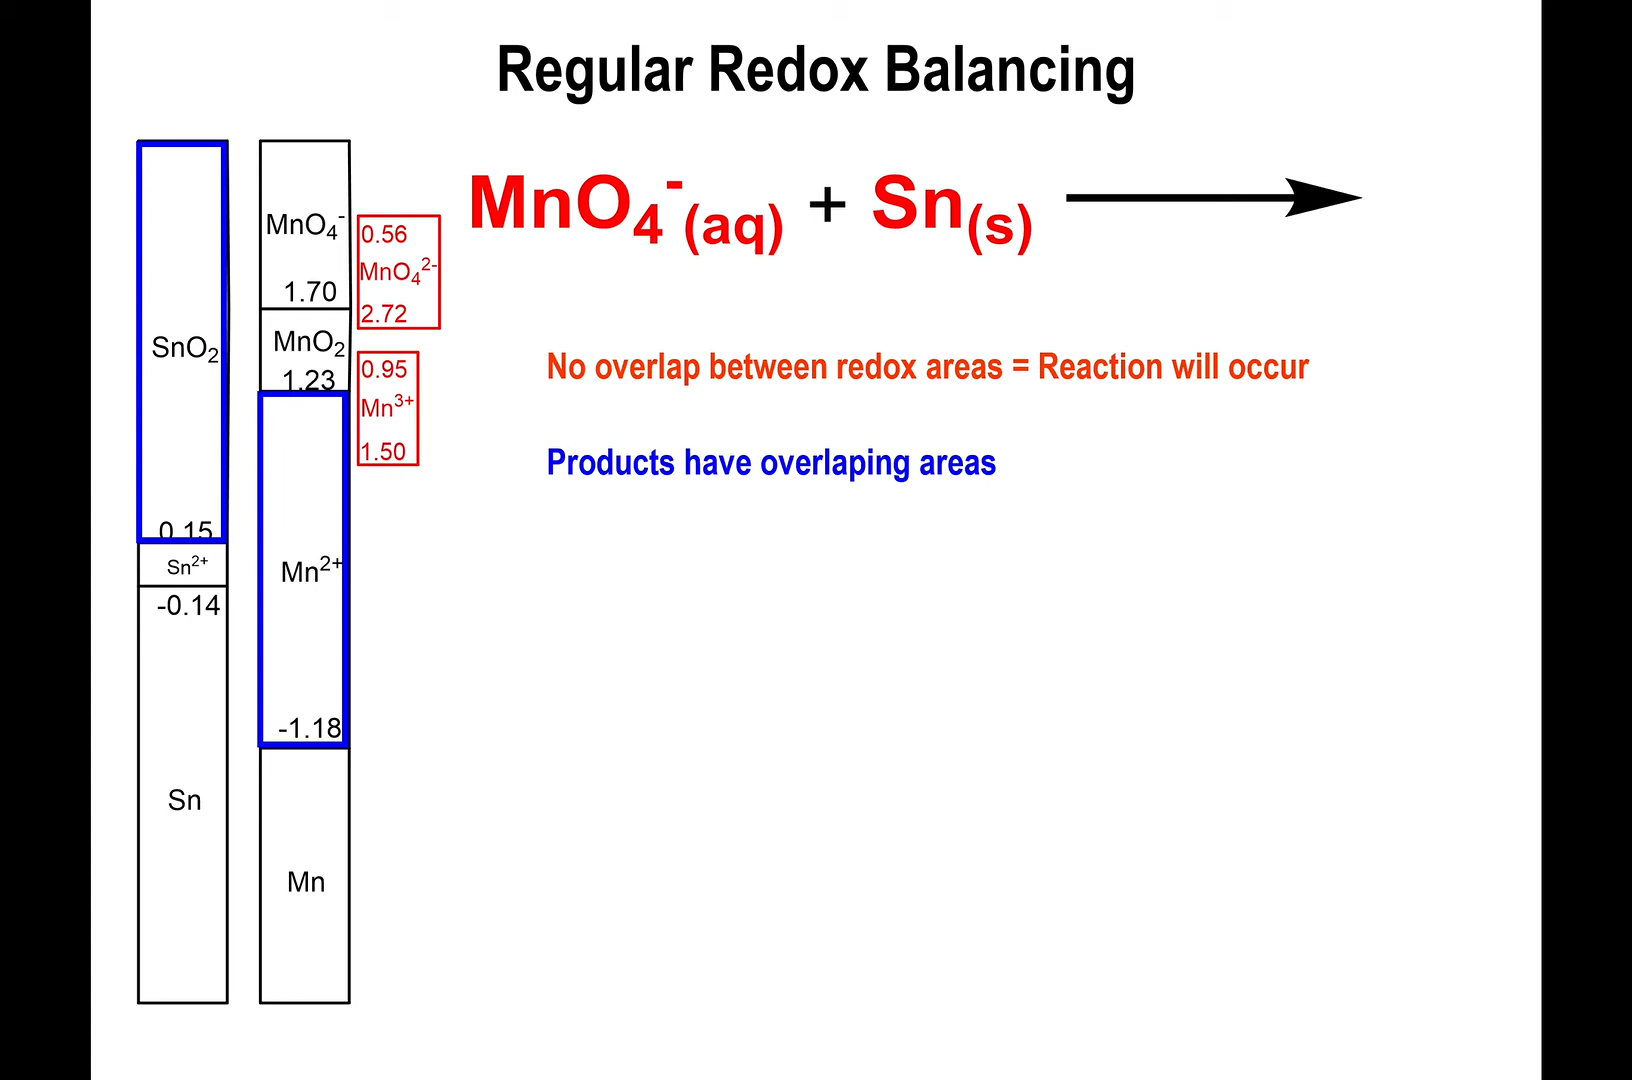 Regular Redox Balancing
MnO₄⁻(aq) + Sn(s)
No overlap between redox areas = Reaction will occur
Products have overlaping areas
SnO₂
0.15
Sn²⁺
-0.14
Sn
MnO₄⁻
1.70
MnO₂
1.23
Mn²⁺
-1.18
Mn
0.56
MnO₄²⁻
2.72
0.95
Mn³⁺
1.50